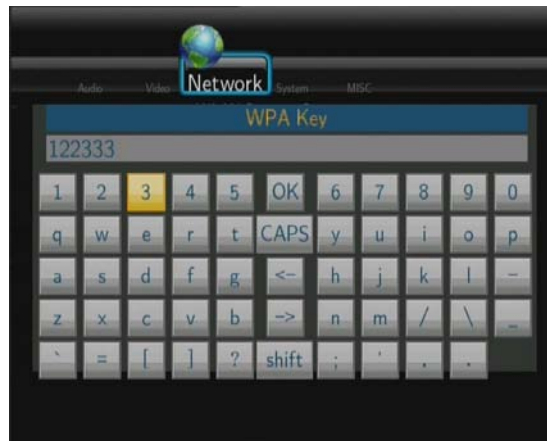 Network
Audio Video System MISC
WPA Key
122333
1 2 3 4 5 OK 6 7 8 9 0
q w e r t CAPS y u i o p
a s d f g <- h j k l -
z x c v b -> n m / \ _
` = [ ] ? shift ; ' , .